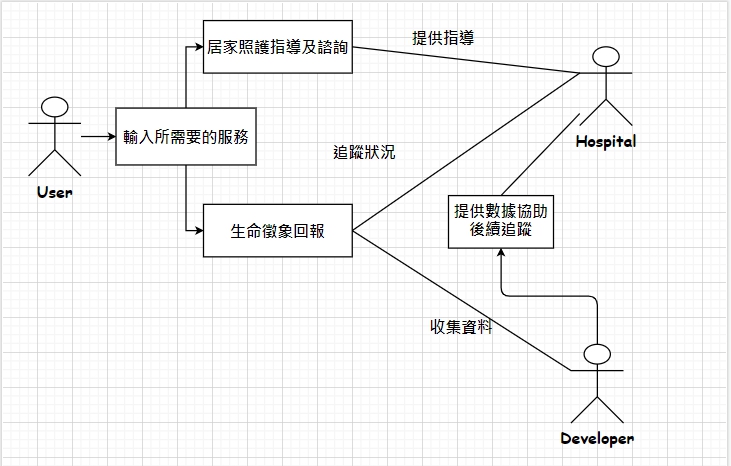 居家照護指導及諮詢
提供指導
Hospital
輸入所需要的服務
User
追蹤狀況
生命徵象回報
提供數據協助
後續追蹤
收集資料
Developer